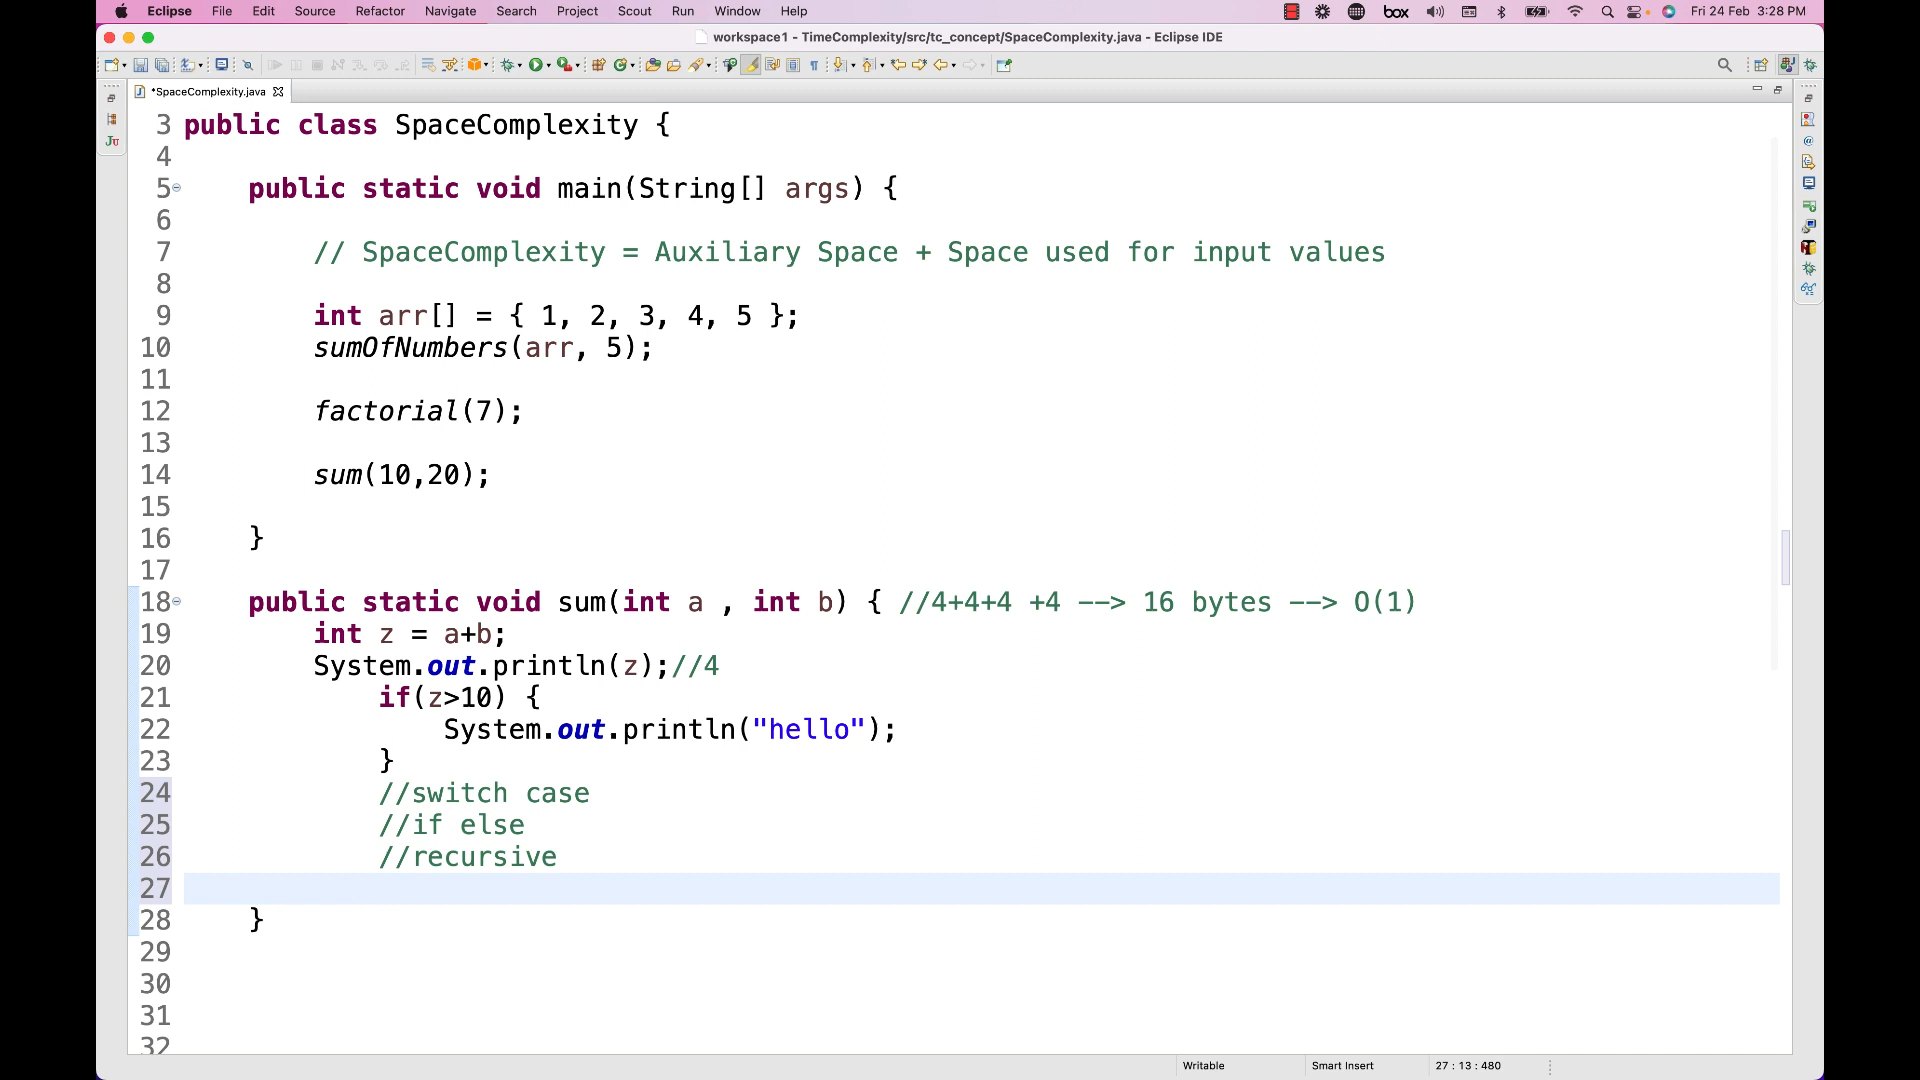 Eclipse File Edit Source Refactor Navigate Search Project Scout Run Window Help box Fri 24 Feb 3:28 PM
workspace1 - TimeComplexity/src/tc_concept/SpaceComplexity.java - Eclipse IDE
*SpaceComplexity.java
3 public class SpaceComplexity {
4
5 public static void main(String[] args) {
6
7 // SpaceComplexity = Auxiliary Space + Space used for input values
8
9 int arr[] = { 1, 2, 3, 4, 5 };
10 sumOfNumbers(arr, 5);
11
12 factorial(7);
13
14 sum(10,20);
15
16 }
17
18 public static void sum(int a , int b) { //4+4+4 +4 --> 16 bytes --> O(1)
19 int z = a+b;
20 System.out.println(z);//4
21 if(z>10) {
22 System.out.println("hello");
23 }
24 //switch case
25 //if else
26 //recursive
27
28 }
29
30
31
32
Writable Smart Insert 27 : 13 : 480